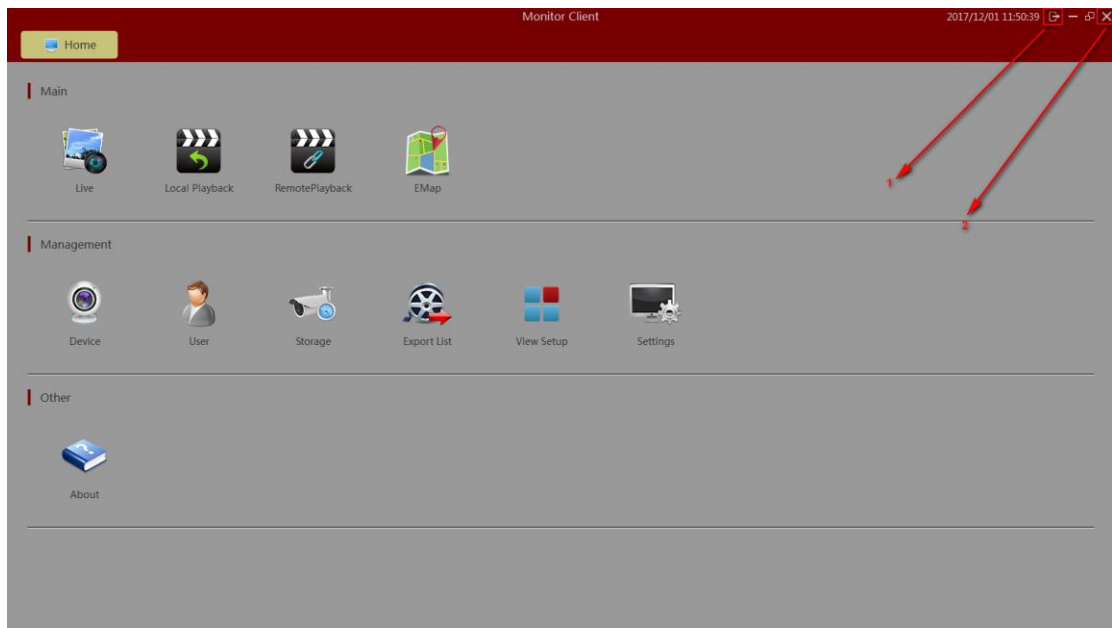 Monitor Client
2017/12/01 11:50:39
Home
Main
Live Local Playback RemotePlayback EMap
1
2
Management
Device User Storage Export List View Setup Settings
Other
About